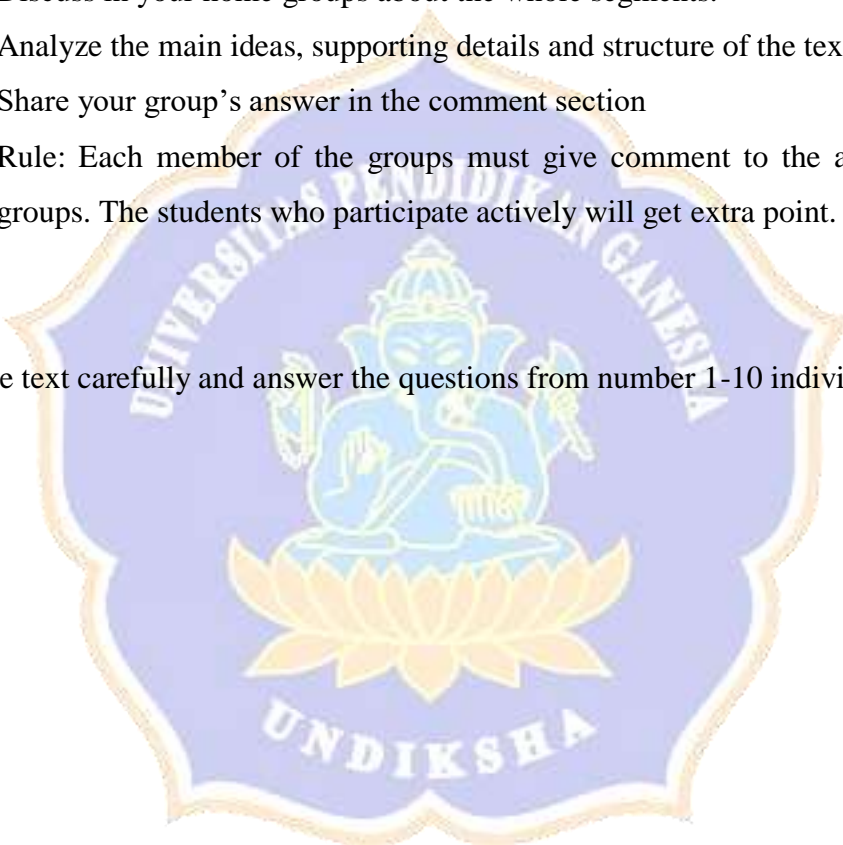 Discuss in your home groups about the whole segments.
Analyze the main ideas, supporting details and structure of the tex
Share your group’s answer in the comment section
Rule: Each member of the groups must give comment to the a
groups. The students who participate actively will get extra point.
e text carefully and answer the questions from number 1-10 indivi
UNIVERSITAS PENDIDIKAN GANESHA
UNDIKSHA